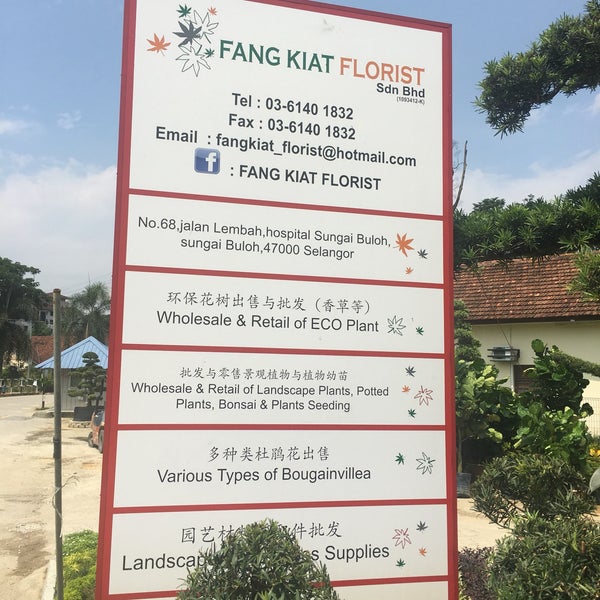 FANG KIAT FLORIST
Sdn Bhd
(1093412-K)
Tel : 03-6140 1832
Fax : 03-6140 1832
Email : fangkiat_florist@hotmail.com
f : FANG KIAT FLORIST
No.68,jalan Lembah,hospital Sungai Buloh,
sungai Buloh,47000 Selangor
环保花树出售与批发（香草等）
Wholesale & Retail of ECO Plant
批发与零售景观植物与植物幼苗
Wholesale & Retail of Landscape Plants, Potted
Plants, Bonsai & Plants Seeding
多种类杜鹃花出售
Various Types of Bougainvillea
园艺材 件批发
Landscape Supplies